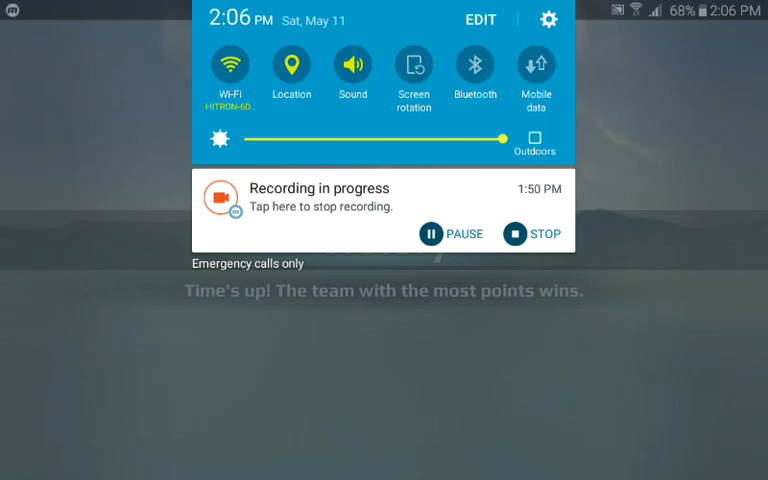 68% 2:06 PM
2:06 PM Sat, May 11 EDIT
Wi-Fi Location Sound Screen rotation Bluetooth Mobile data
HITRON-6D..
Outdoors
Recording in progress 1:50 PM
Tap here to stop recording.
PAUSE STOP
Emergency calls only
Time's up! The team with the most points wins.